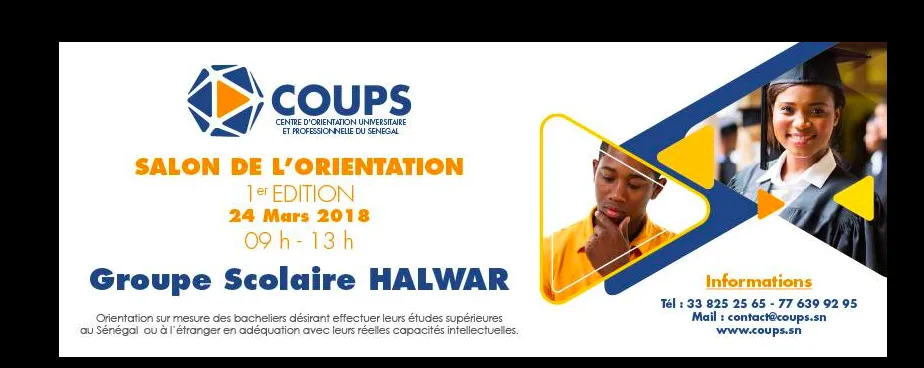 COUPS
CENTRE D'ORIENTATION UNIVERSITAIRE
ET PROFESSIONNELLE DU SENEGAL
SALON DE L'ORIENTATION
1er EDITION
24 Mars 2018
09 h - 13 h
Groupe Scolaire HALWAR
Orientation sur mesure des bacheliers désirant effectuer leurs études supérieures
au Sénégal ou à l'étranger en adéquation avec leurs réelles capacités intellectuelles.
Informations
Tél : 33 825 25 65 - 77 639 92 95
Mail : contact@coups.sn
www.coups.sn